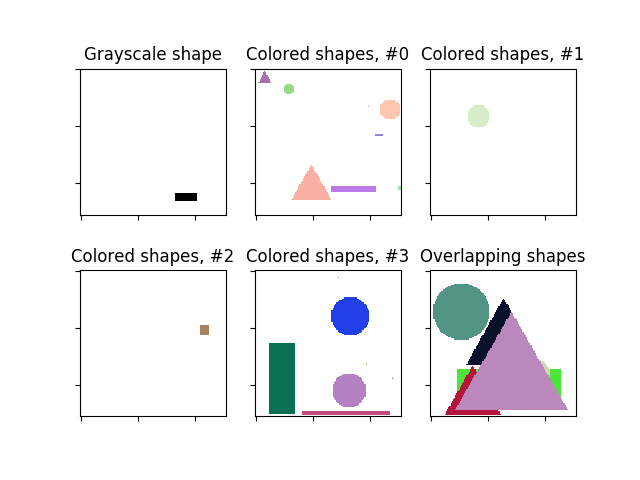 Grayscale shape
Colored shapes, #0
Colored shapes, #1
Colored shapes, #2
Colored shapes, #3
Overlapping shapes